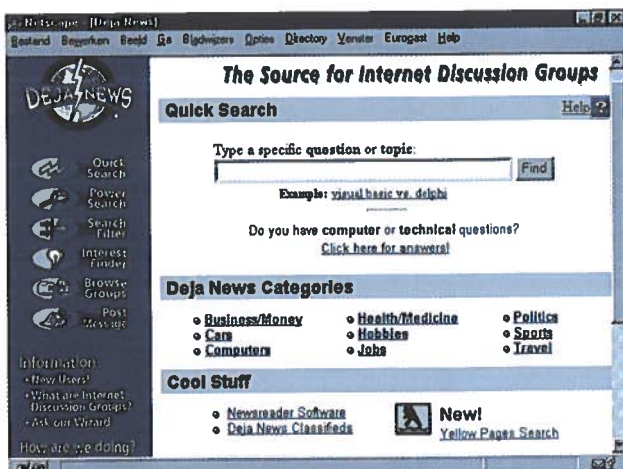 Netscape - [Deja News]
Bestand Bewerken Beeld Ga Bladwijzers Opties Directory Venster Eurogast Help
DEJA NEWS
The Source for Internet Discussion Groups
Quick Search
Help ?
Type a specific question or topic:
Find
Example: visual basic vs. delphi
Do you have computer or technical questions?
Click here for answers!
Quick
Search
Power
Search
Search
Filter
Interest
Finder
Browse
Groups
Post
Message
Information
• New Users!
• What are Internet
Discussion Groups?
• Ask our Wizard
How are we doing?
Deja News Categories
Business/Money
Cars
Computers
Health/Medicine
Hobbies
Jobs
Politics
Sports
Travel
Cool Stuff
Newsreader Software
Deja News Classifieds
New!
Yellow Pages Search